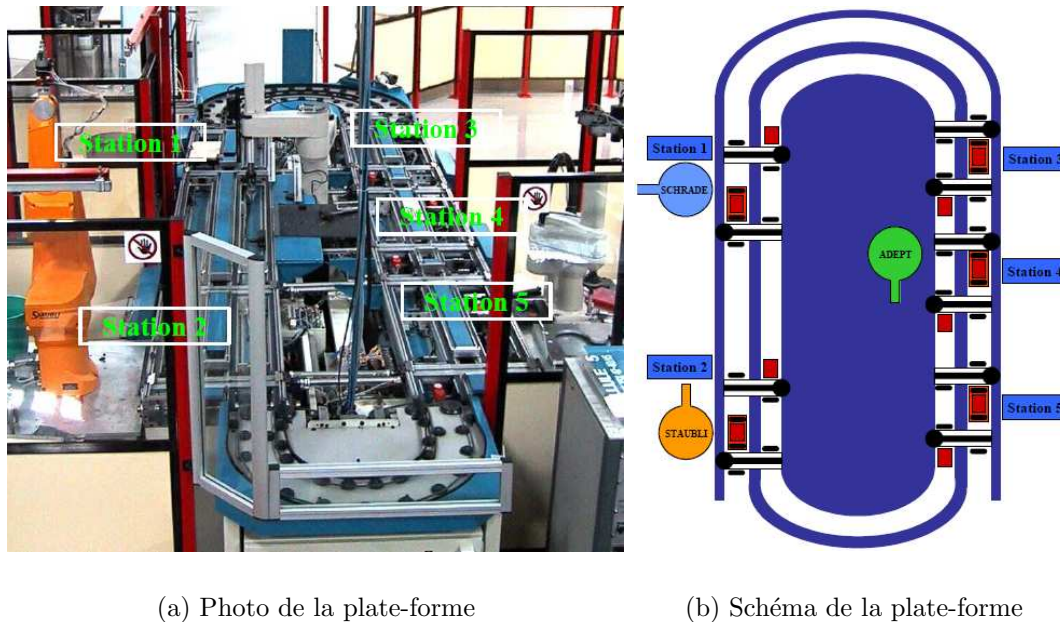 Station 1
Station 3
Station 4
Station 5
Station 2
STAUBLI
Station 1
SCHRADE
Station 3
ADEPT
Station 4
Station 2
STAUBLI
Station 5
(a) Photo de la plate-forme
(b) Schéma de la plate-forme